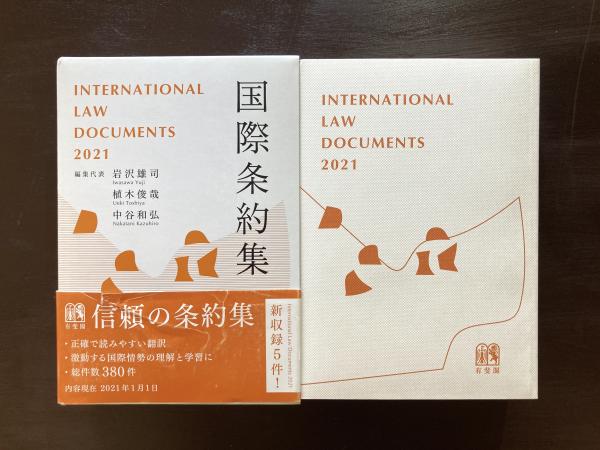 INTERNATIONAL
LAW
DOCUMENTS
2021
国際条約集
編集代表 岩沢雄司
Iwasawa Yuji
植木俊哉
Ueki Toshiya
中谷和弘
Nakatani Kazuhiro
有斐閣
信頼の条約集
・正確で読みやすい翻訳
・激動する国際情勢の理解と学習に
・総件数380件
内容現在 2021年1月1日
新収録5件!
International Law Documents 2021
INTERNATIONAL
LAW
DOCUMENTS
2021
有斐閣